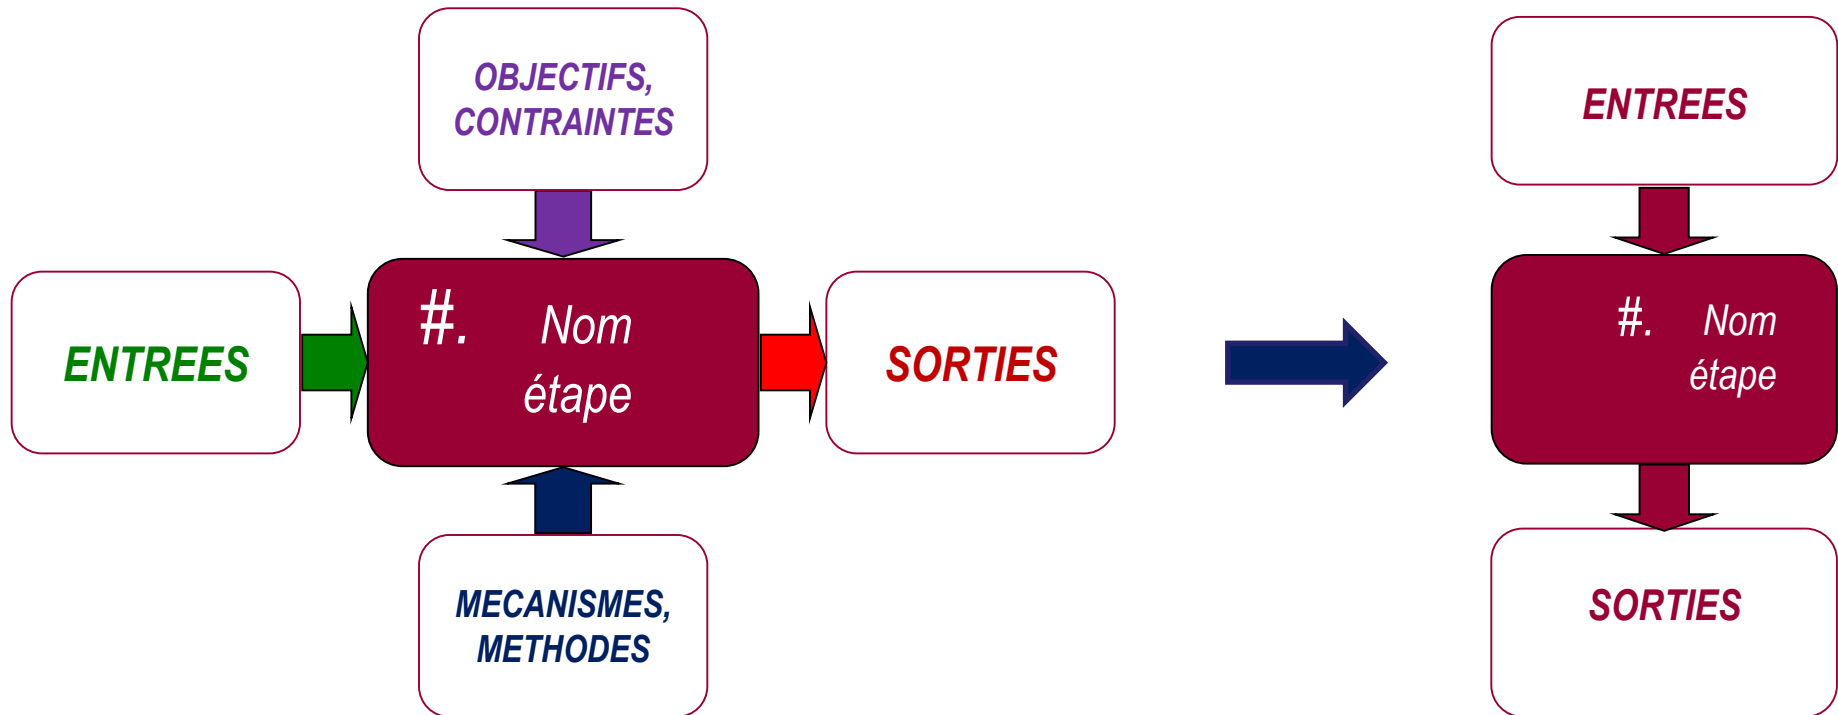 OBJECTIFS,
CONTRAINTES
ENTREES
#. Nom
étape
SORTIES
MECANISMES,
METHODES
ENTREES
#. Nom
étape
SORTIES